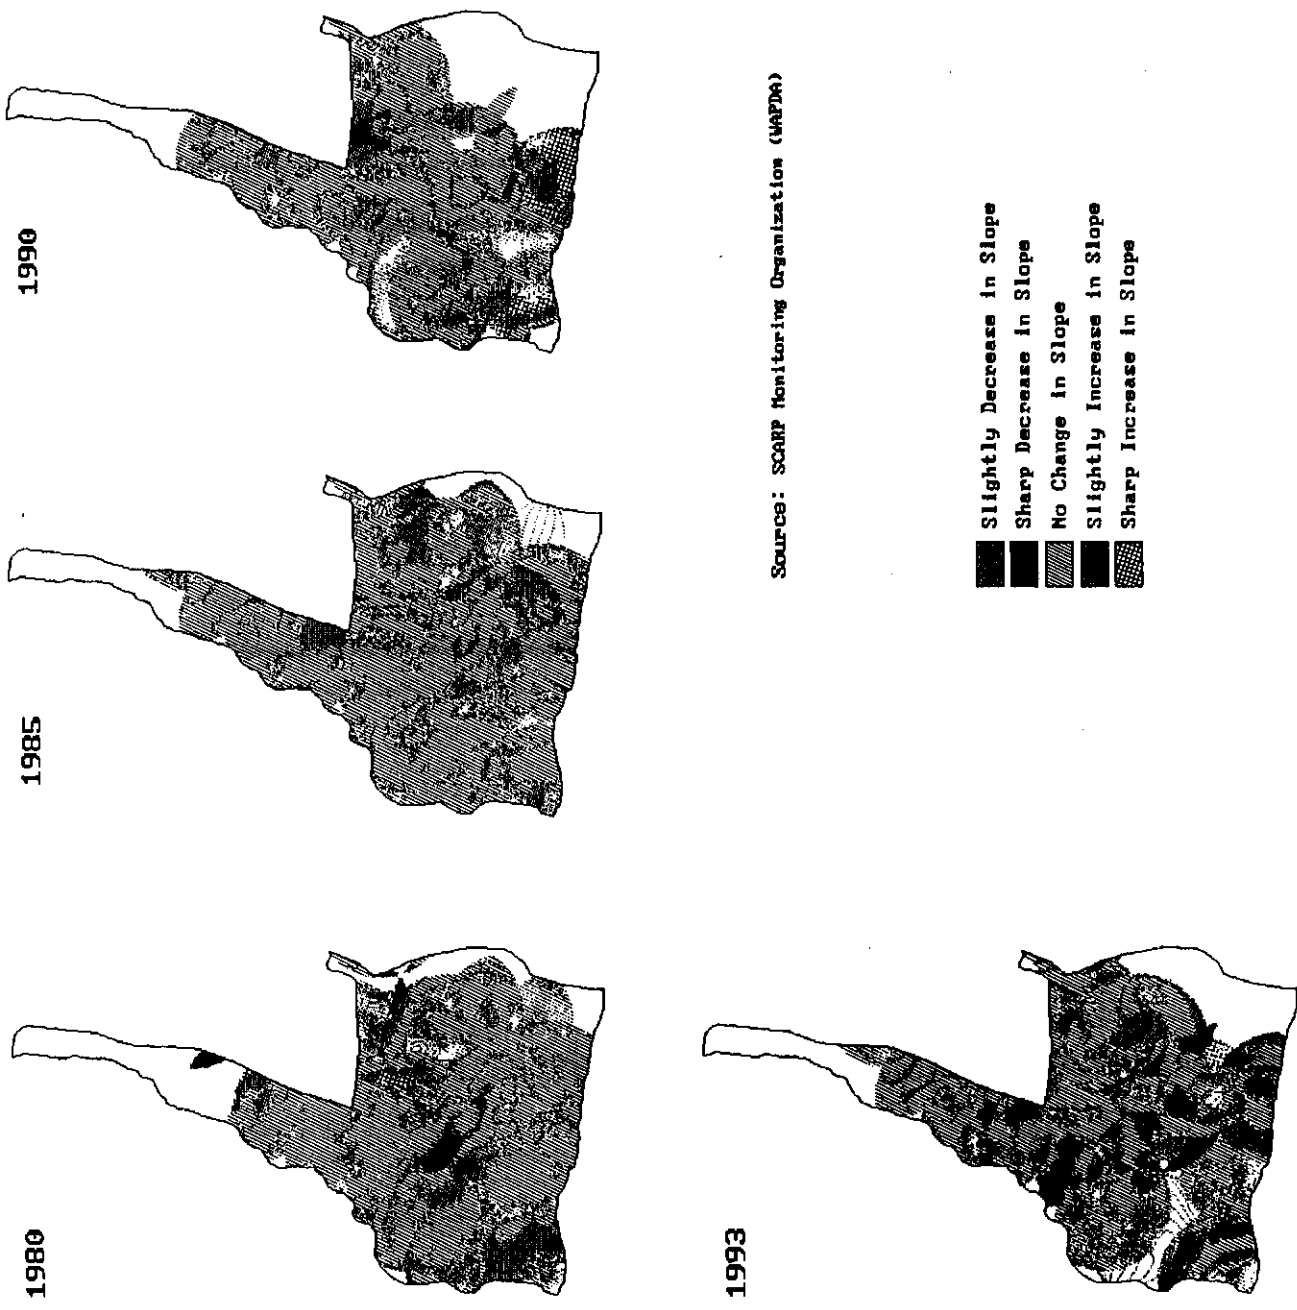 1980
1985
1990
1993
Source: SCARP Monitoring Organization (WAPDA)
Slightly Decrease in Slope
Sharp Decrease in Slope
No Change in Slope
Slightly Increase in Slope
Sharp Increase in Slope